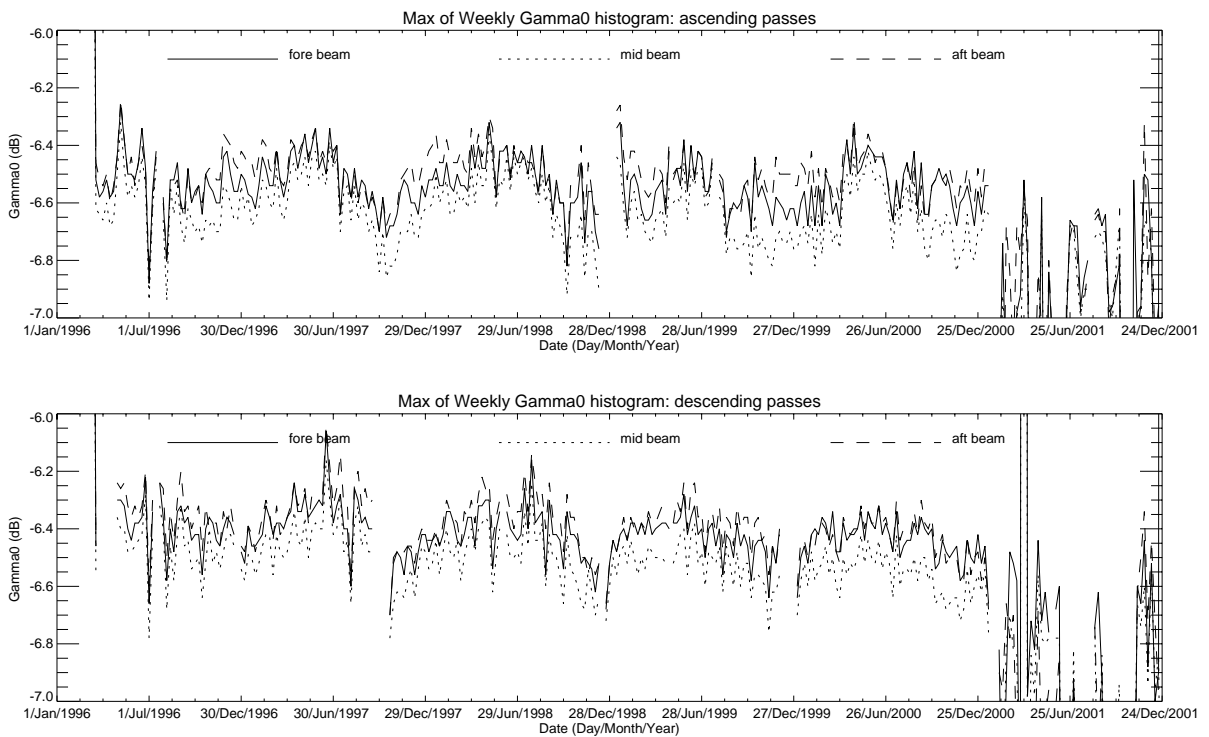 Max of Weekly Gamma0 histogram: ascending passes
-6.0
fore beam mid beam aft beam
-6.2
-6.4
Gamma0 (dB)
-6.6
-6.8
-7.0
1/Jan/1996 1/Jul/1996 30/Dec/1996 30/Jun/1997 29/Dec/1997 29/Jun/1998 28/Dec/1998 28/Jun/1999 27/Dec/1999 26/Jun/2000 25/Dec/2000 25/Jun/2001 24/Dec/2001
Date (Day/Month/Year)
Max of Weekly Gamma0 histogram: descending passes
-6.0
fore beam mid beam aft beam
-6.2
-6.4
Gamma0 (dB)
-6.6
-6.8
-7.0
1/Jan/1996 1/Jul/1996 30/Dec/1996 30/Jun/1997 29/Dec/1997 29/Jun/1998 28/Dec/1998 28/Jun/1999 27/Dec/1999 26/Jun/2000 25/Dec/2000 25/Jun/2001 24/Dec/2001
Date (Day/Month/Year)